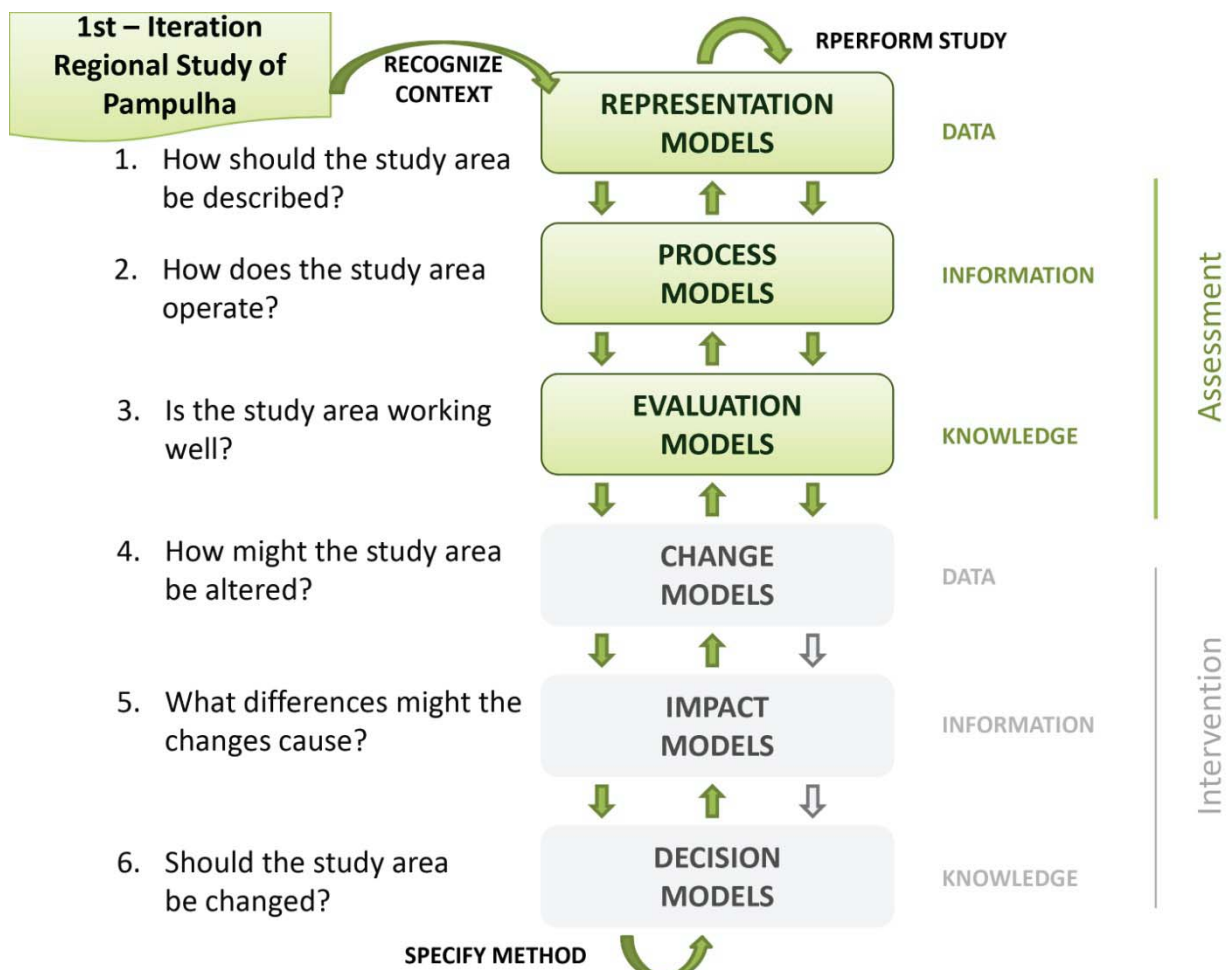 1st – Iteration
Regional Study of
Pampulha
RECOGNIZE
CONTEXT
RPERFORM STUDY
REPRESENTATION
MODELS
DATA
1. How should the study area
be described?
PROCESS
MODELS
2. How does the study area
operate?
INFORMATION
EVALUATION
MODELS
3. Is the study area working
well?
KNOWLEDGE
Assessment
4. How might the study area
be altered?
CHANGE
MODELS
DATA
5. What differences might the
changes cause?
IMPACT
MODELS
INFORMATION
6. Should the study area
be changed?
DECISION
MODELS
KNOWLEDGE
Intervention
SPECIFY METHOD